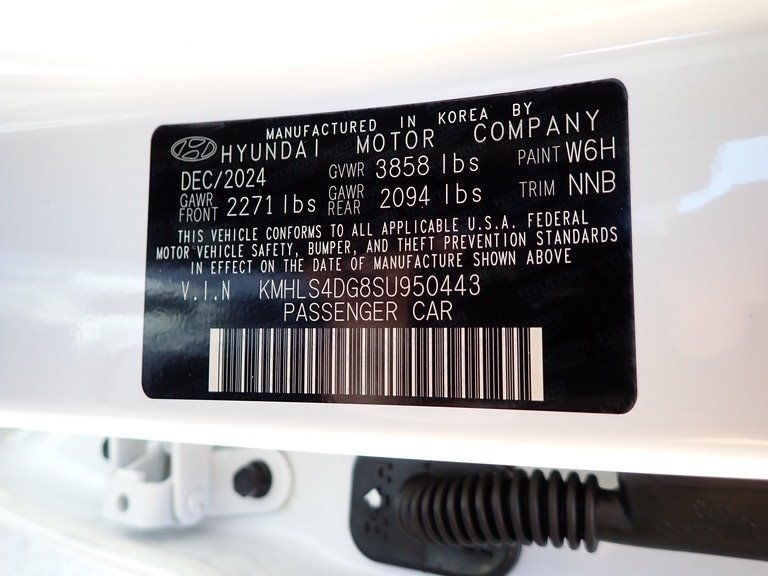 MANUFACTURED IN KOREA BY
HYUNDAI MOTOR COMPANY
DEC/2024 GVWR 3858 lbs PAINT W6H
GAWR FRONT 2271 lbs GAWR REAR 2094 lbs TRIM NNB
THIS VEHICLE CONFORMS TO ALL APPLICABLE U.S.A. FEDERAL
MOTOR VEHICLE SAFETY, BUMPER, AND THEFT PREVENTION STANDARDS
IN EFFECT ON THE DATE OF MANUFACTURE SHOWN ABOVE
V.I.N KMHLS4DG8SU950443
PASSENGER CAR